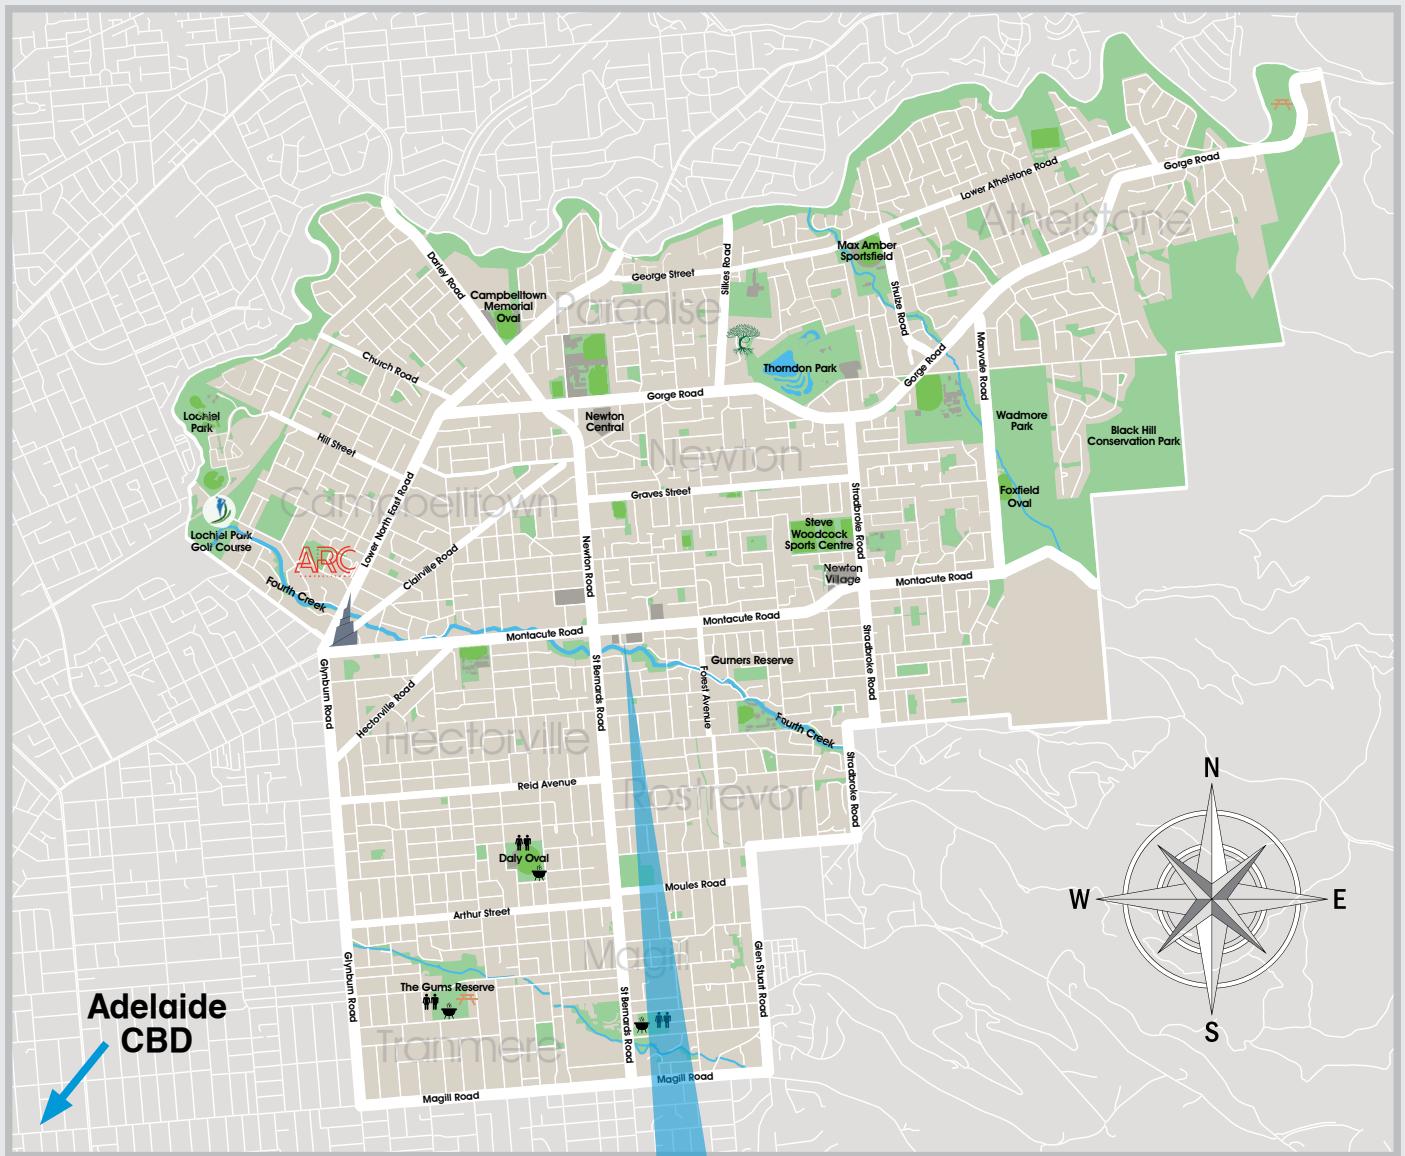 Gorge Road
Lower Athelstone Road
Athelstone
Max Amber
Sportsfield
Darley Road
George Street
Silkes Road
Shulze Road
Campbelltown
Memorial
Oval
Paradise
Church Road
Thorndon Park
Gorge Road
Maryvale Road
Gorge Road
Lochiel
Park
Newton
Central
Wadmore
Park
Black Hill
Conservation Park
Hill Street
Newton
Campbelltown
Graves Street
Foxfield
Oval
Lower North East Road
Stradbroke Road
Steve
Woodcock
Sports Centre
Lochiel Park
Golf Course
ARC
Clairville Road
Newton Road
Newton
Village
Montacute Road
Fourth Creek
Montacute Road
Montacute Road
Glynburn Road
St Bernards Road
Gurners Reserve
Forest Avenue
Stradbroke Road
Hectorville Road
Hectorville
Fourth Creek
Reid Avenue
Rostrevor
Stradbroke Road
N
Daly Oval
Moules Road
W
E
Arthur Street
Magill
Glynburn Road
Glen Stuart Road
The Gums Reserve
St Bernards Road
Adelaide
CBD
S
Tranmere
Magill Road
Magill Road